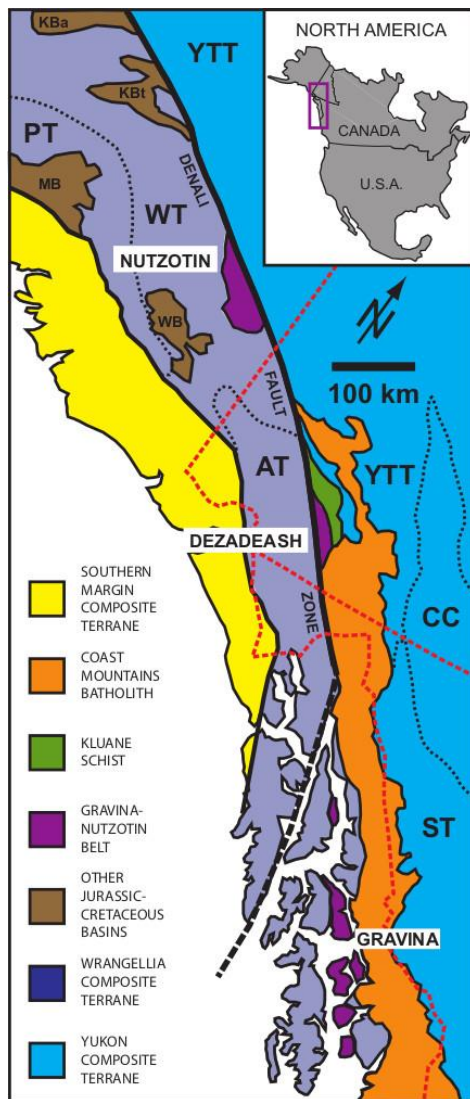 KBa
YTT
NORTH AMERICA
CANADA
U.S.A.
KBt
PT
DENALI
MB
WT
NUTZOTIN
WB
N
FAULT
100 km
AT
YTT
DEZADEASH
ZONE
CC
ST
GRAVINA
SOUTHERN
MARGIN
COMPOSITE
TERRANE
COAST
MOUNTAINS
BATHOLITH
KLUANE
SCHIST
GRAVINA-
NUTZOTIN
BELT
OTHER
JURASSIC-
CRETACEOUS
BASINS
WRANGELLIA
COMPOSITE
TERRANE
YUKON
COMPOSITE
TERRANE